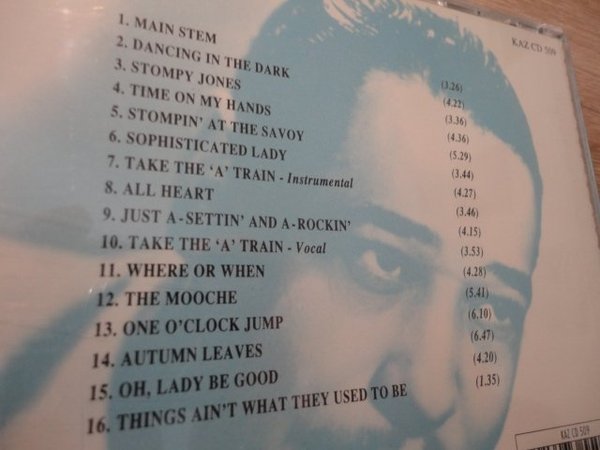 KAZ CD 509
1. MAIN STEM (3.26)
2. DANCING IN THE DARK (4.22)
3. STOMPY JONES (3.36)
4. TIME ON MY HANDS (4.36)
5. STOMPIN' AT THE SAVOY (5.29)
6. SOPHISTICATED LADY (3.44)
7. TAKE THE 'A' TRAIN - Instrumental (4.27)
8. ALL HEART (3.46)
9. JUST A-SETTIN' AND A-ROCKIN' (4.15)
10. TAKE THE 'A' TRAIN - Vocal (3.53)
11. WHERE OR WHEN (4.28)
12. THE MOOCHE (5.41)
13. ONE O'CLOCK JUMP (6.10)
14. AUTUMN LEAVES (6.47)
15. OH, LADY BE GOOD (4.20)
16. THINGS AIN'T WHAT THEY USED TO BE (1.35)
KAZ CD 509